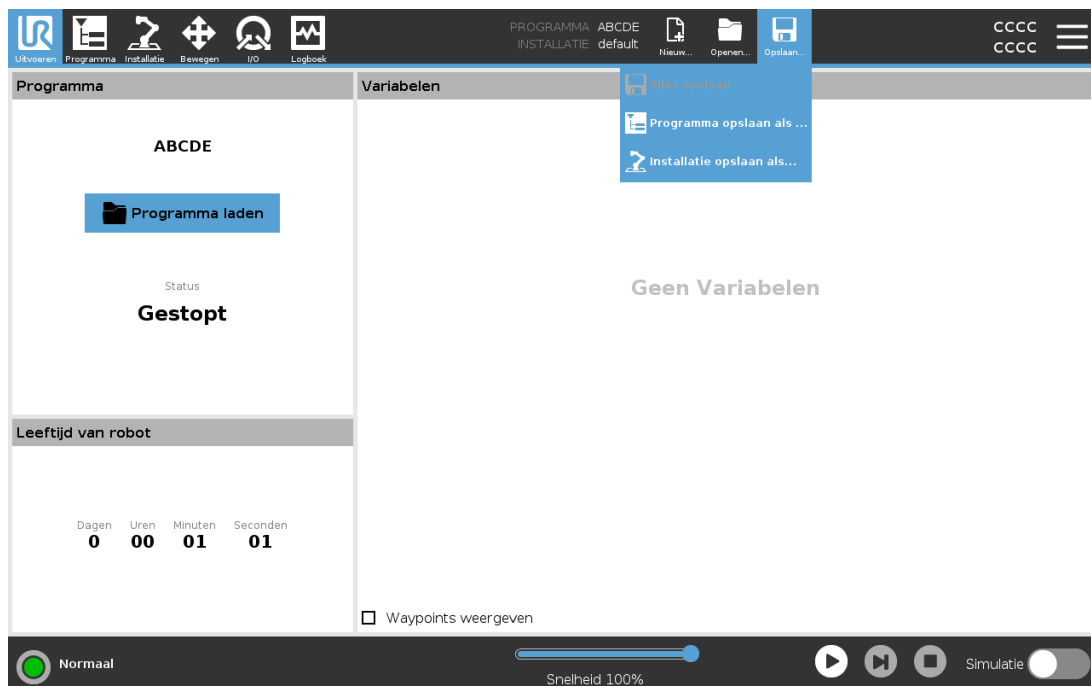 UR
Uitvoeren Programma Installatie Bewegen I/O Logboek
PROGRAMMA ABCDE
INSTALLATIE default
Nieuw... Openen... Opslaan...
CCCC
CCCC
Alles opslaan
Programma opslaan als ...
Installatie opslaan als...
Programma
ABCDE
Programma laden
Status
Gestopt
Leeftijd van robot
Dagen Uren Minuten Seconden
0 00 01 01
Variabelen
Geen Variabelen
Waypoints weergeven
Normaal
Snelheid 100%
Simulatie